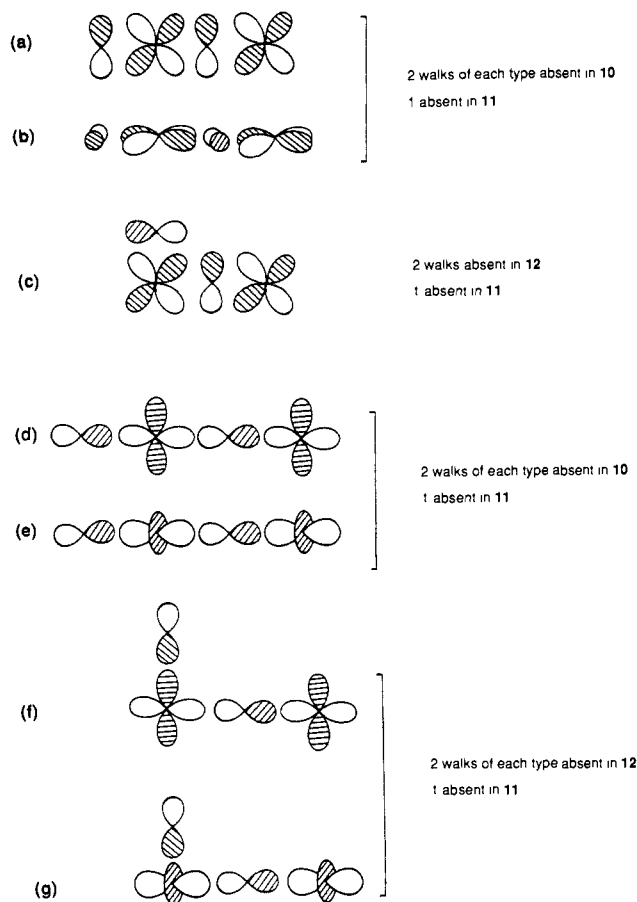 (a)
(b)
2 walks of each type absent in 10
1 absent in 11
(c)
2 walks absent in 12
1 absent in 11
(d)
(e)
2 walks of each type absent in 10
1 absent in 11
(f)
(g)
2 walks of each type absent in 12
1 absent in 11